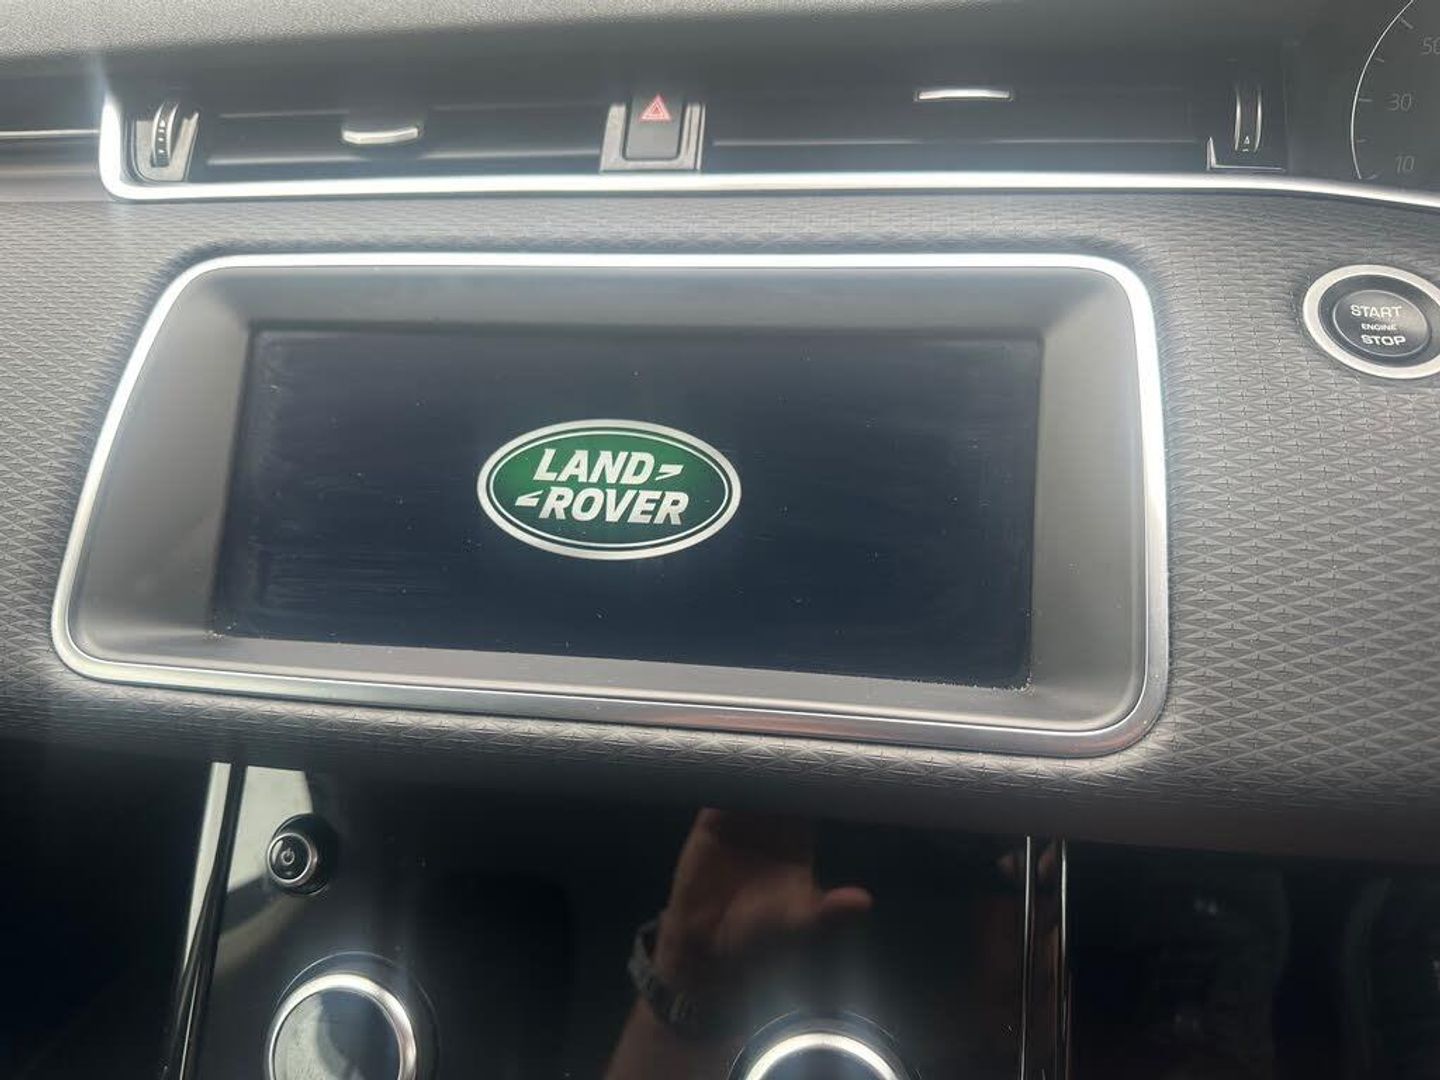 50
30
10
START
ENGINE
STOP
LAND
ROVER